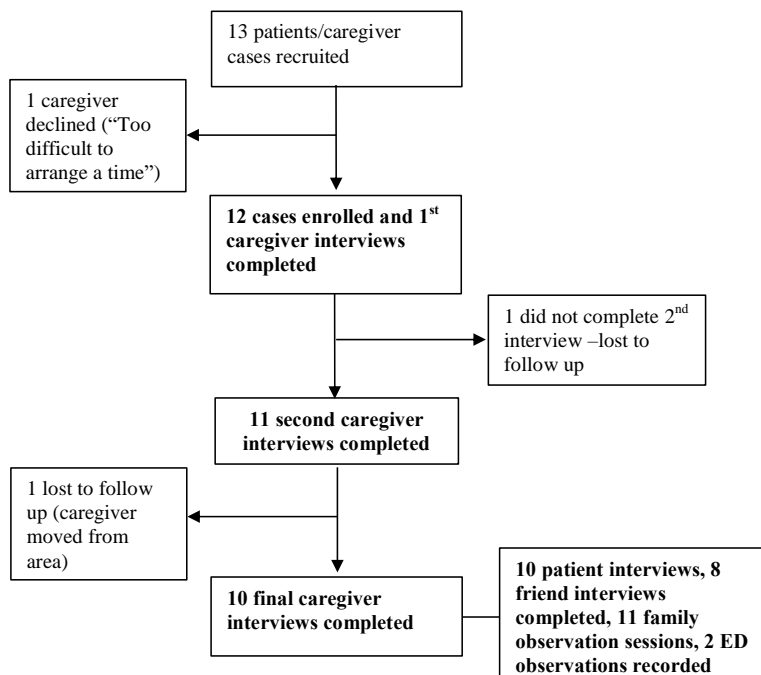 13 patients/caregiver
cases recruited
1 caregiver
declined (“Too
difficult to
arrange a time”)
12 cases enrolled and 1st
caregiver interviews
completed
1 did not complete 2nd
interview –lost to
follow up
11 second caregiver
interviews completed
1 lost to follow
up (caregiver
moved from
area)
10 final caregiver
interviews completed
10 patient interviews, 8
friend interviews
completed, 11 family
observation sessions, 2 ED
observations recorded